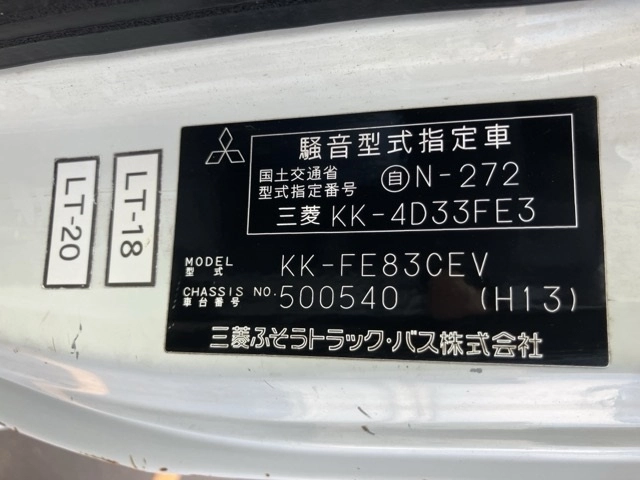 騒音型式指定車
国土交通省
型式指定番号
自N-272
三菱 KK-4D33FE3
MODEL
型式
KK-FE83CEV
CHASSIS NO.
車台番号
500540 (H13)
三菱ふそうトラック・バス株式会社
LT-20
LT-18